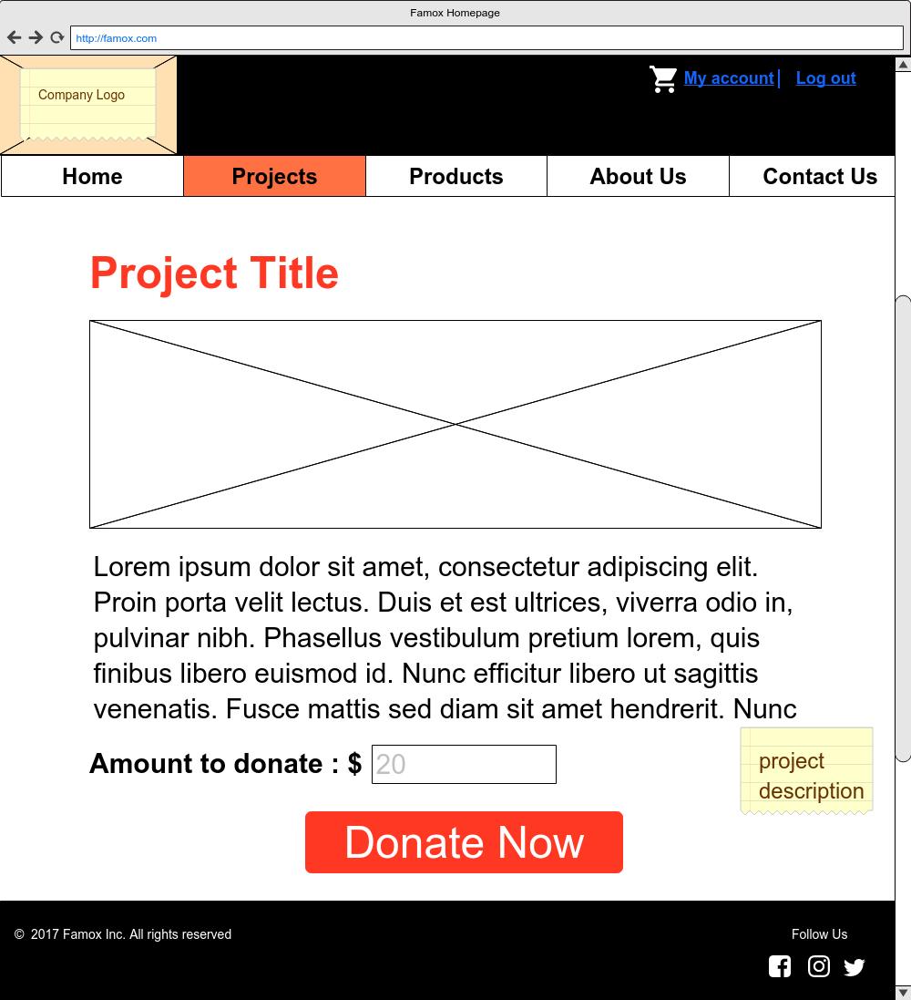 Famox Homepage
http://famox.com
Company Logo
My account
Log out
Home
Projects
Products
About Us
Contact Us
Project Title
Lorem ipsum dolor sit amet, consectetur adipiscing elit.
Proin porta velit lectus. Duis et est ultrices, viverra odio in,
pulvinar nibh. Phasellus vestibulum pretium lorem, quis
finibus libero euismod id. Nunc efficitur libero ut sagittis
venenatis. Fusce mattis sed diam sit amet hendrerit. Nunc
Amount to donate : $ 20
project
description
Donate Now
© 2017 Famox Inc. All rights reserved
Follow Us